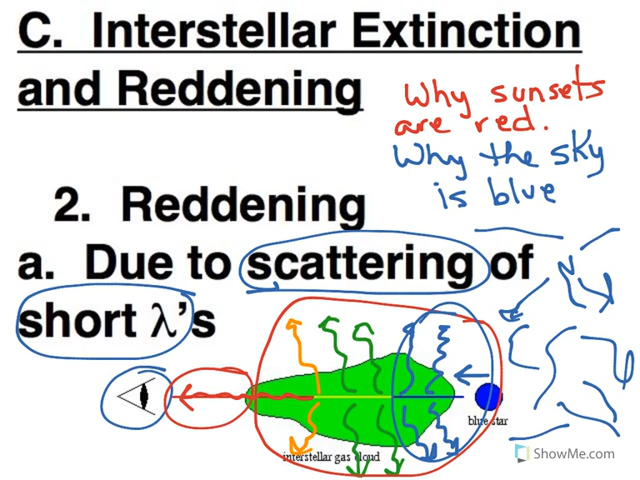 C. Interstellar Extinction
and Reddening
Why sunsets
are red.
Why the sky
is blue
2. Reddening
a. Due to scattering of
short λ's
blue star
interstellar gas cloud
ShowMe.com